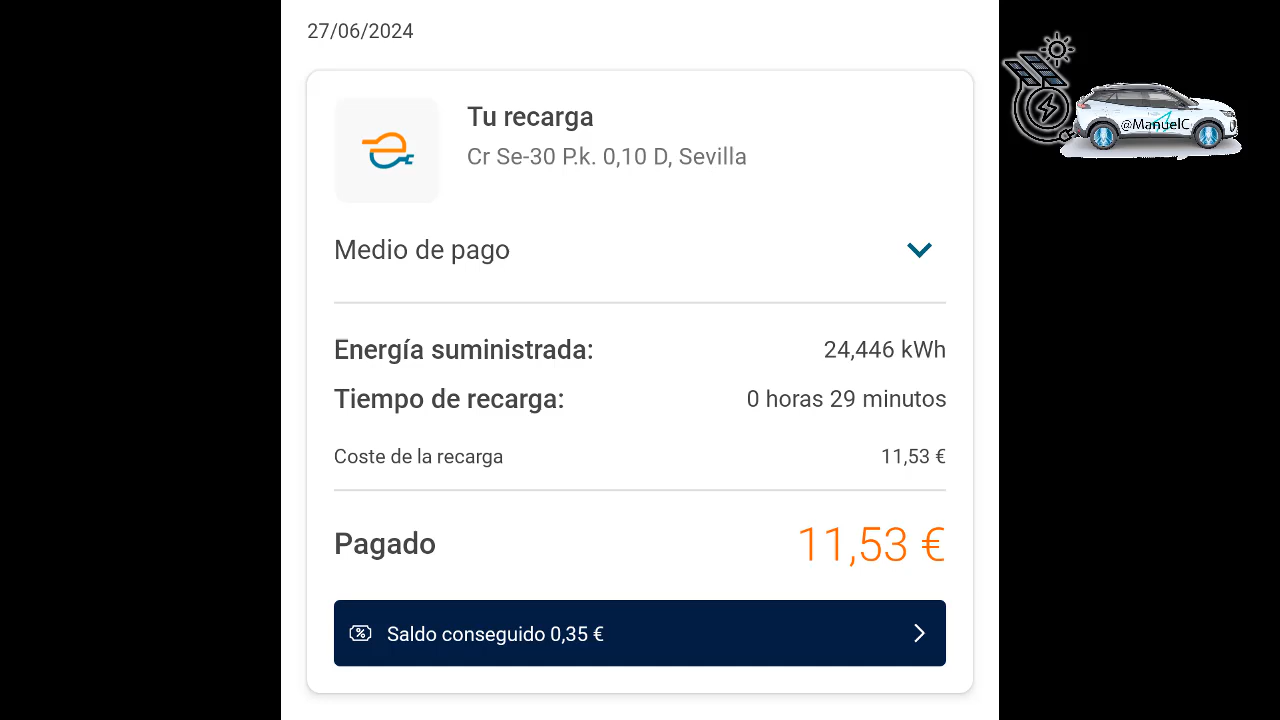 27/06/2024
Tu recarga
Cr Se-30 P.k. 0,10 D, Sevilla
Medio de pago
Energía suministrada: 24,446 kWh
Tiempo de recarga: 0 horas 29 minutos
Coste de la recarga 11,53 €
Pagado 11,53 €
Saldo conseguido 0,35 €
@ManuelC.